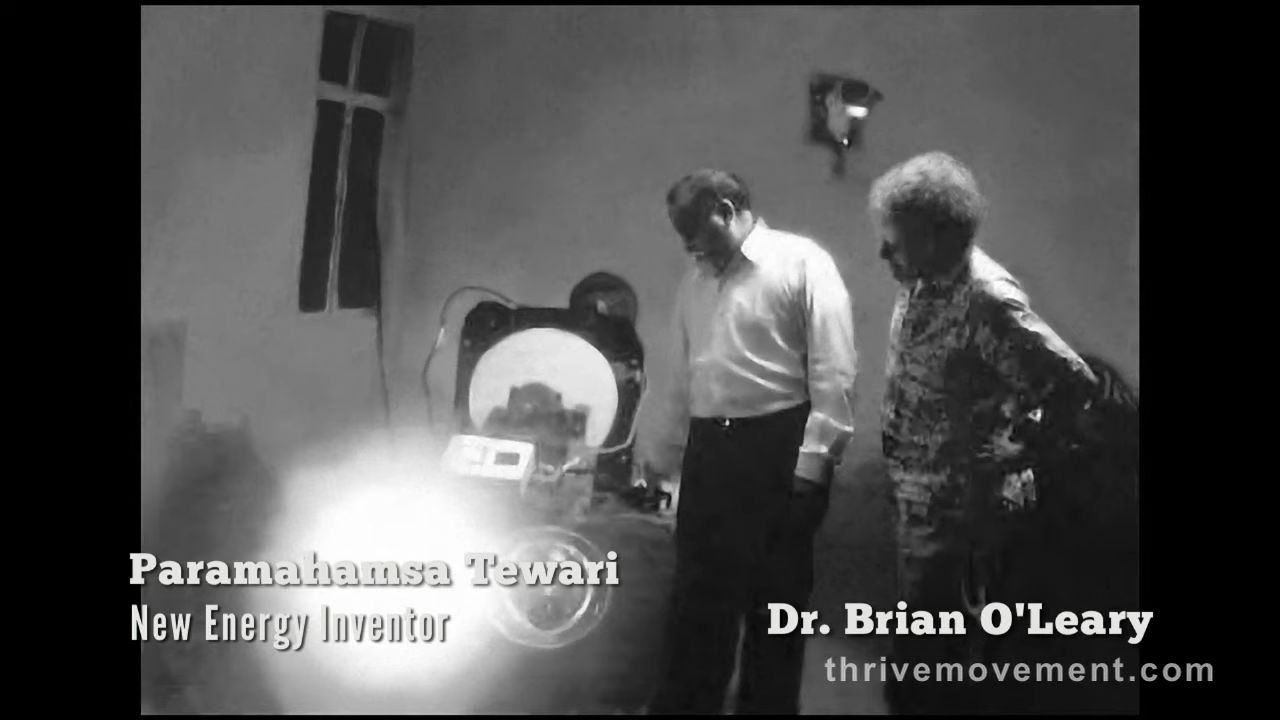 Paramahamsa Tewari
New Energy Inventor
Dr. Brian O'Leary
thrivemovement.com